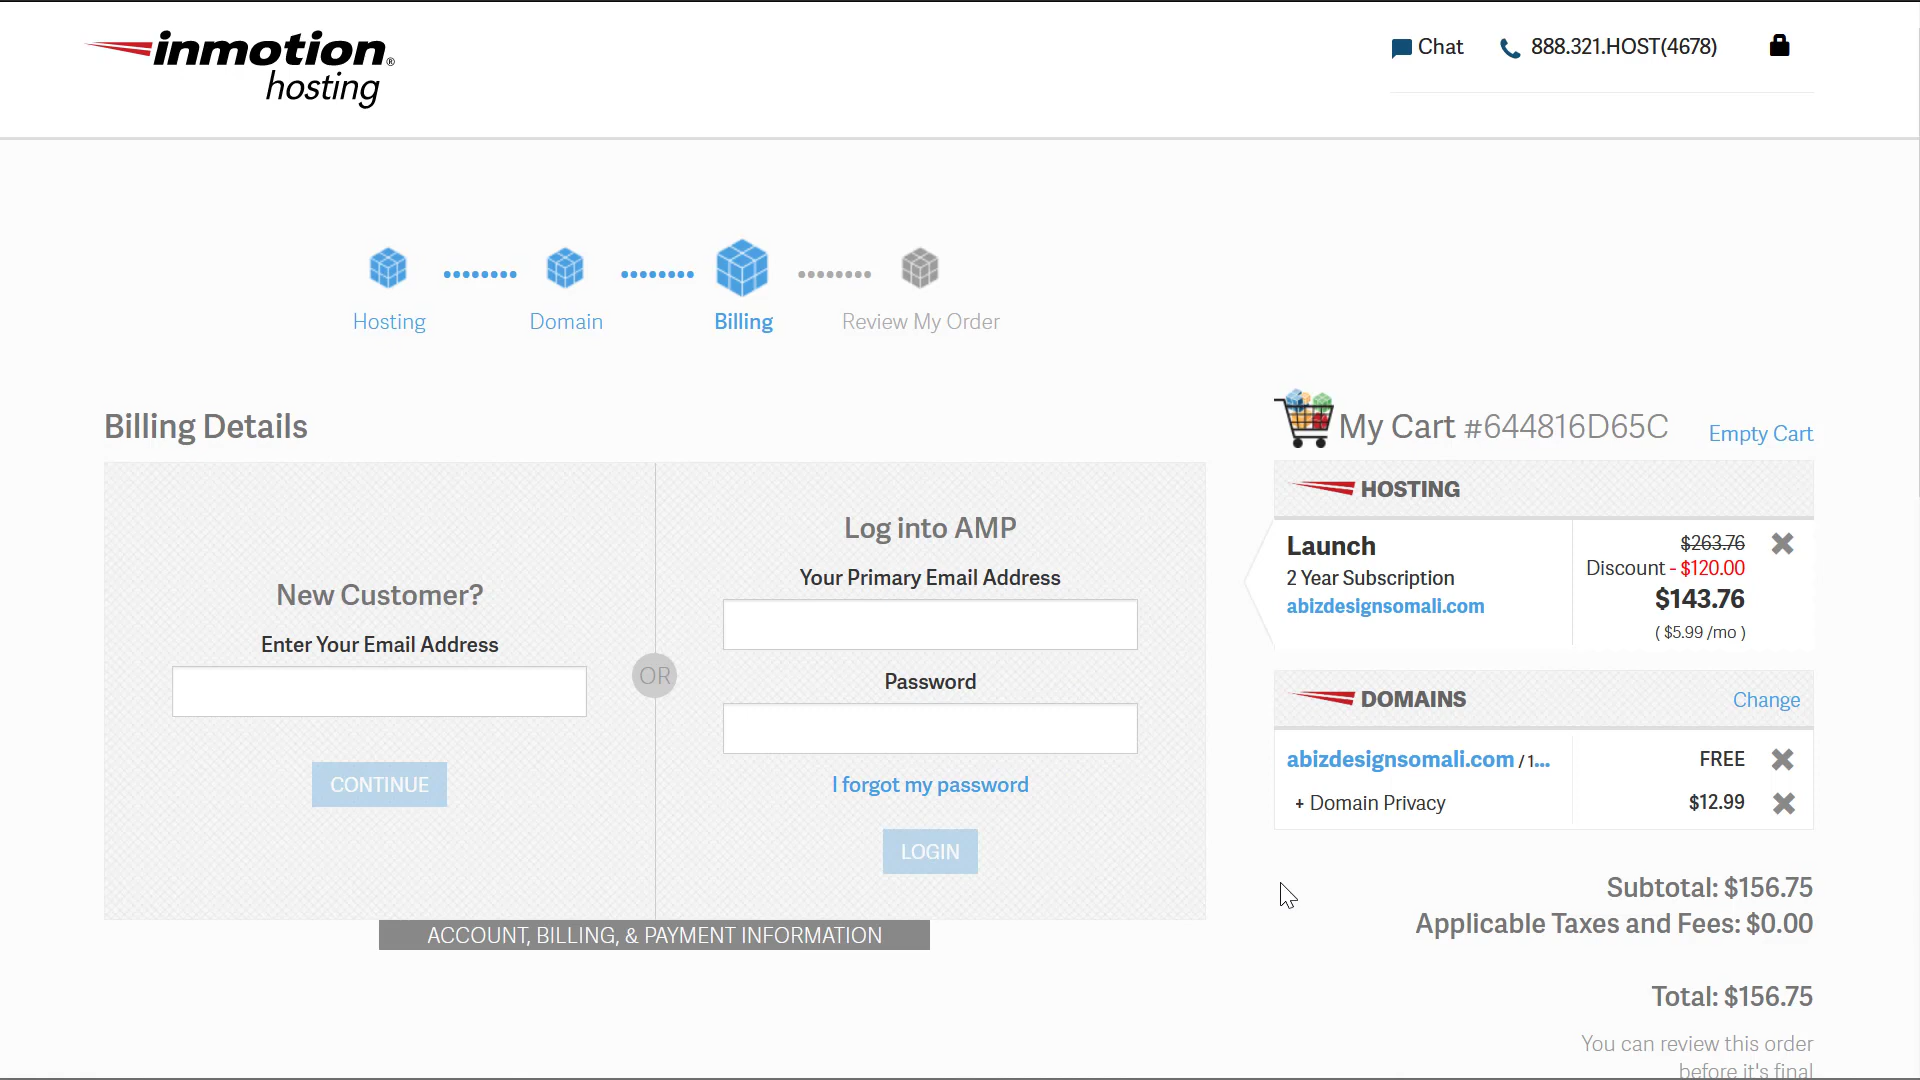 inmotion®
hosting
Chat
888.321.HOST(4678)
Hosting
Domain
Billing
Review My Order
Billing Details
New Customer?
Enter Your Email Address
CONTINUE
OR
Log into AMP
Your Primary Email Address
Password
I forgot my password
LOGIN
ACCOUNT, BILLING, & PAYMENT INFORMATION
My Cart #644816D65C
Empty Cart
HOSTING
Launch
2 Year Subscription
abizdesignsomali.com
$263.76
Discount - $120.00
$143.76
( $5.99 /mo )
DOMAINS
Change
abizdesignsomali.com / 1...
FREE
+ Domain Privacy
$12.99
Subtotal: $156.75
Applicable Taxes and Fees: $0.00
Total: $156.75
You can review this order
before it's final